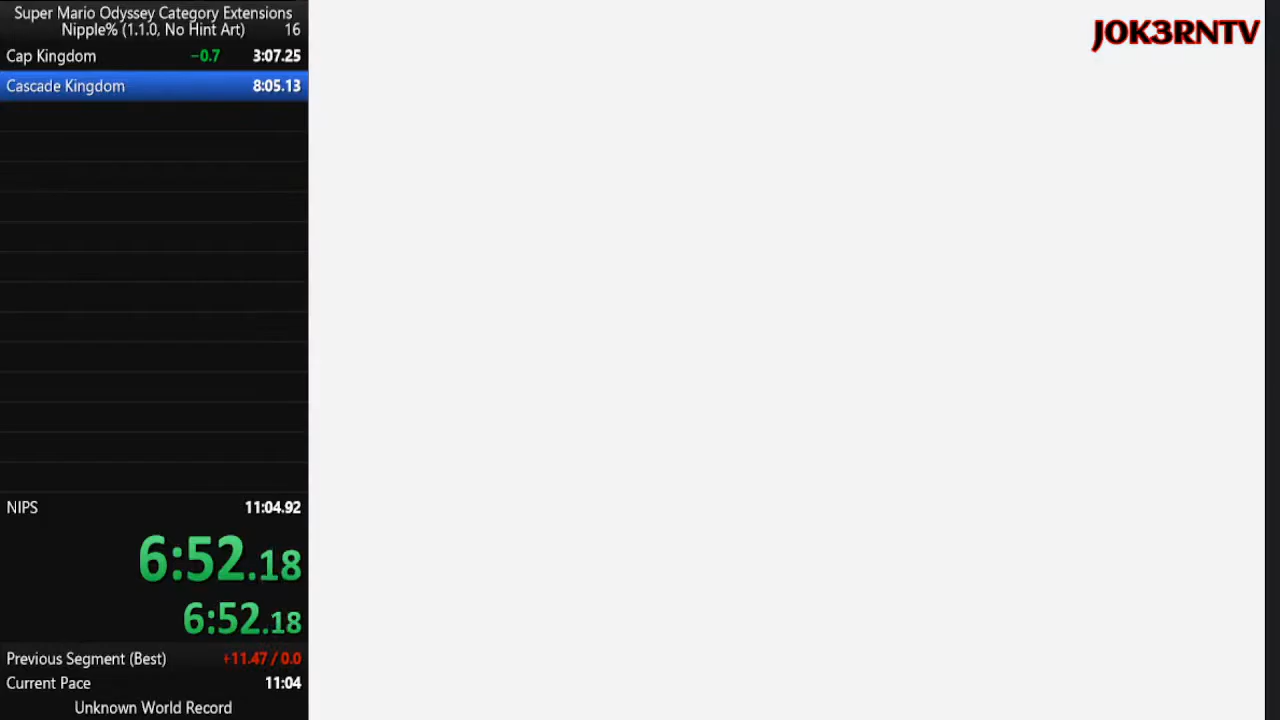 Super Mario Odyssey Category Extensions
Nipple% (1.1.0, No Hint Art) 16
Cap Kingdom −0.7 3:07.25
Cascade Kingdom 8:05.13
NIPS 11:04.92
6:52.18
6:52.18
Previous Segment (Best) +11.47 / 0.0
Current Pace 11:04
Unknown World Record
JOK3RNTV